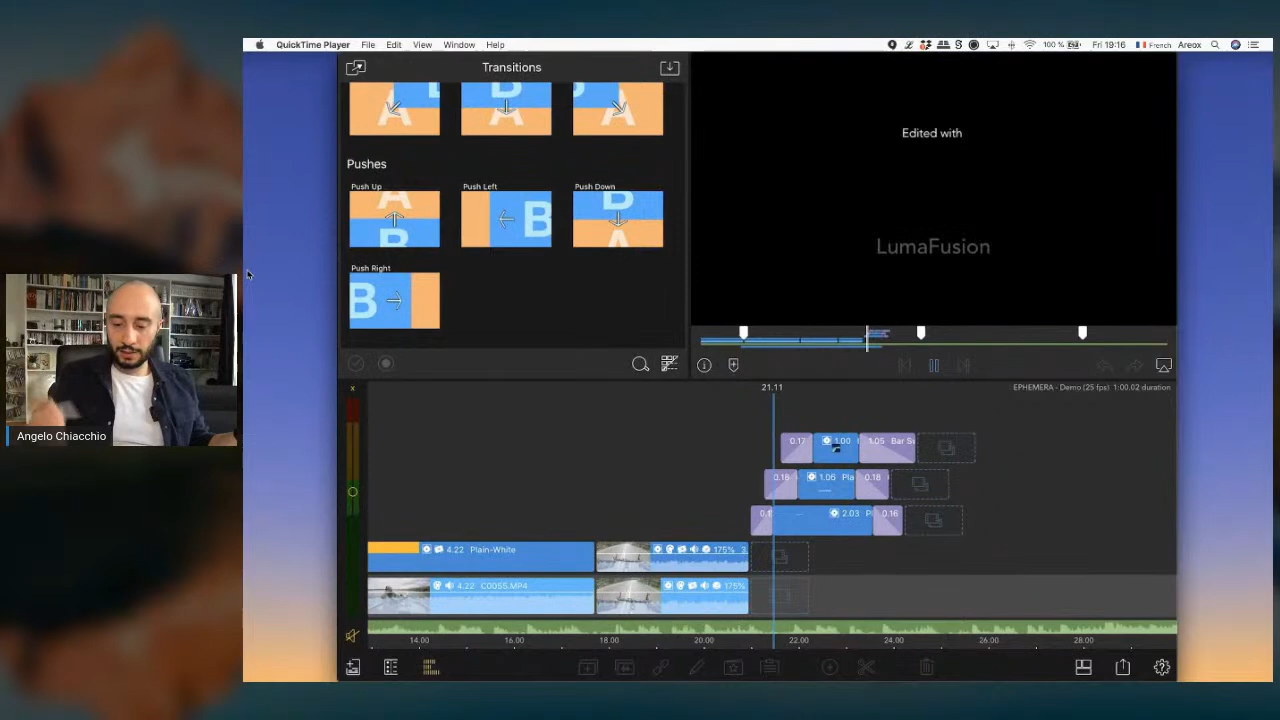 QuickTime Player File Edit View Window Help
100 % Fri 19:16 French Areox
Transitions
B B
A A A
Pushes
Push Up Push Left Push Down
A B B
B A
Push Right
B
Edited with
LumaFusion
21.11
EPHEMERA - Demo (25 fps) 1:00.02 duration
x
0.17 1.00 1.05
0.18 1.06 0.18
2.03 0.16
4.22 Plain-White 175%
4.22 C0055.MP4 175%
14.00 16.00 18.00 20.00 22.00 24.00 26.00 28.00
Angelo Chiacchio